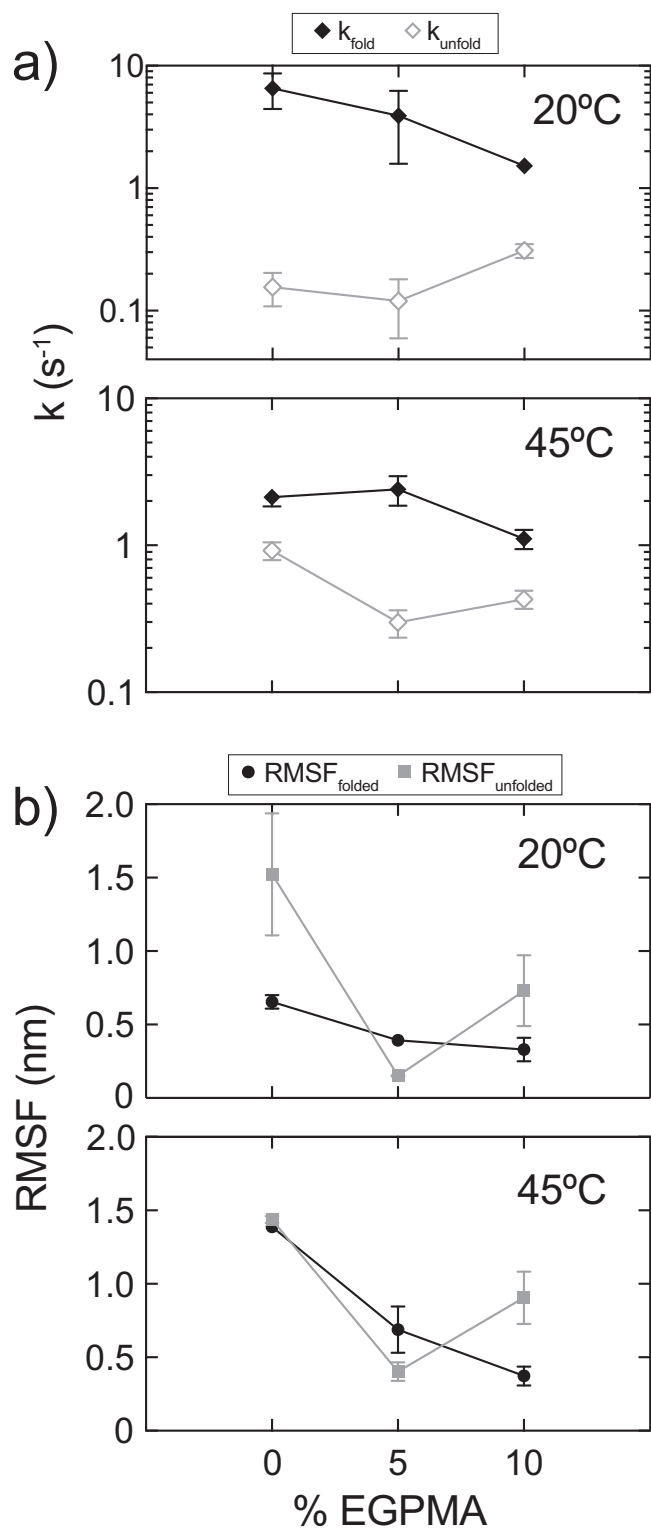 k_fold k_unfold
a)
10
1
0.1
20ºC
10
1
0.1
45ºC
k (s⁻¹)
b)
RMSF_folded RMSF_unfolded
2.0
1.5
1.0
0.5
0
20ºC
2.0
1.5
1.0
0.5
0
45ºC
RMSF (nm)
0 5 10
% EGPMA